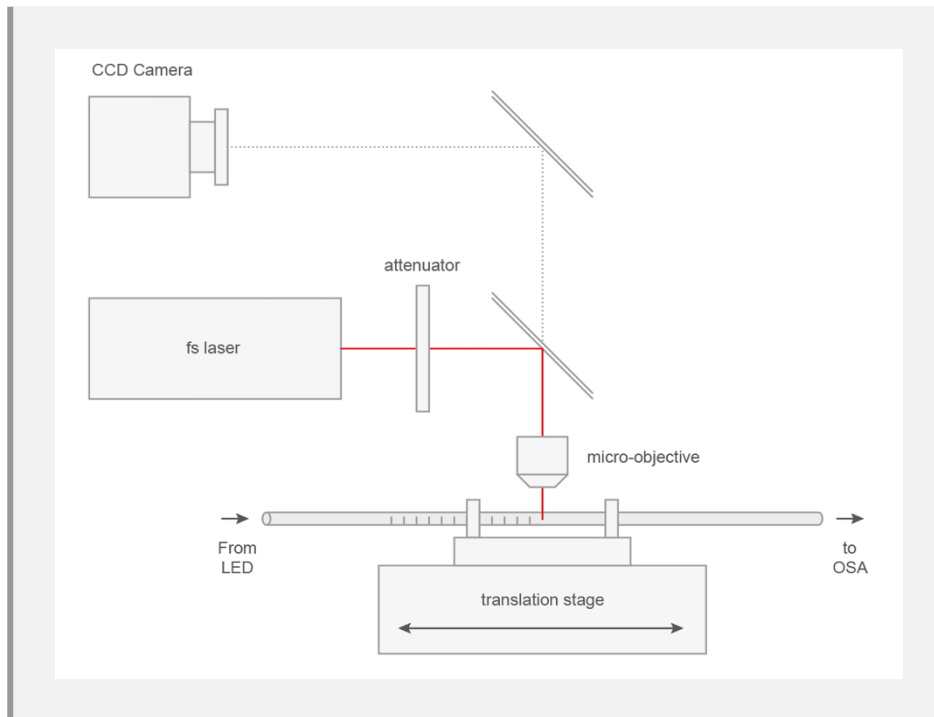 CCD Camera
attenuator
fs laser
micro-objective
From
LED
to
OSA
translation stage